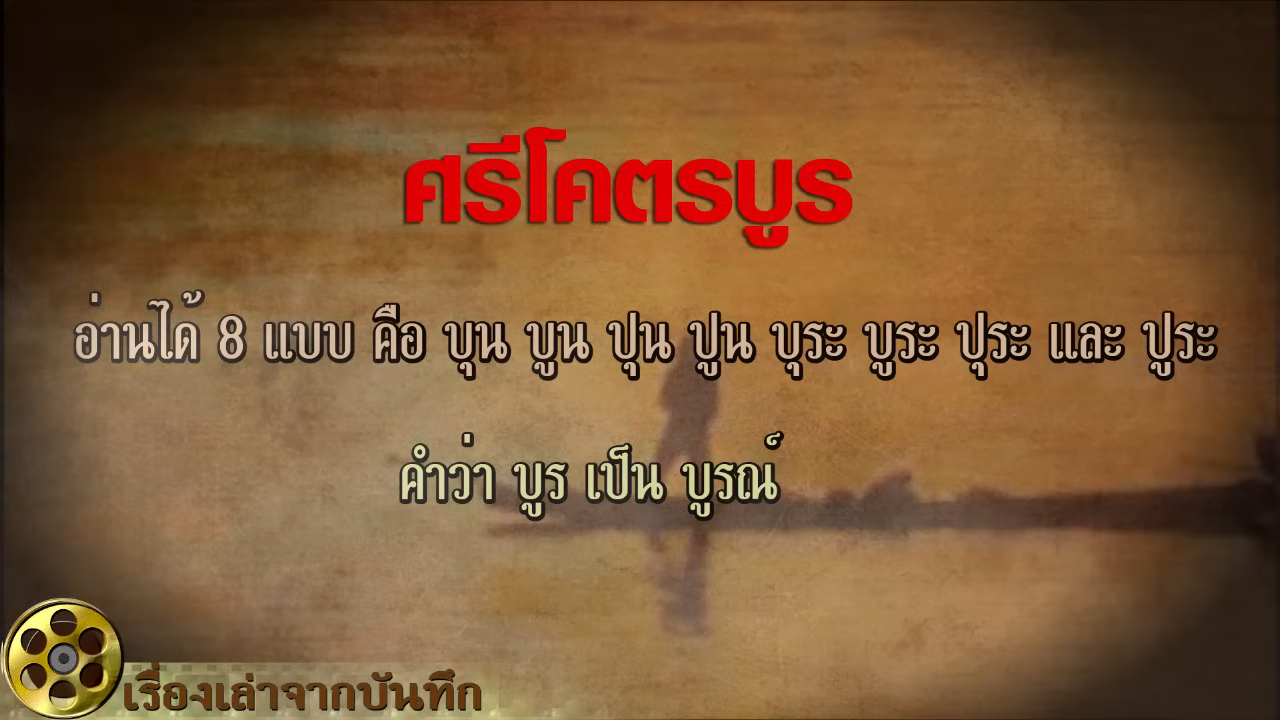 ศรีโคตรบูร
อ่านได้ 8 แบบ คือ บุน บูน ปุน ปูน บุระ บูระ ปุระ และ ปูระ
คำว่า บูร เป็น บูรณ์
เรื่องเล่าจากบันทึก